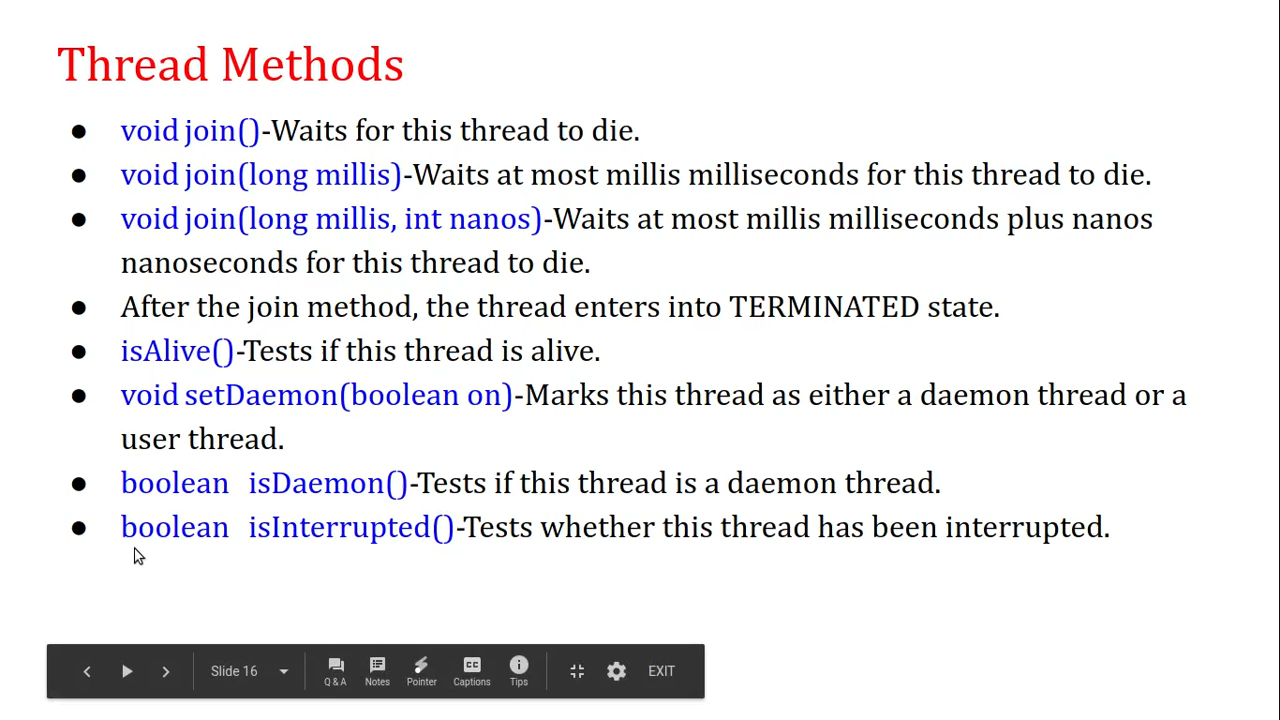 Thread Methods
● void join()-Waits for this thread to die.
● void join(long millis)-Waits at most millis milliseconds for this thread to die.
● void join(long millis, int nanos)-Waits at most millis milliseconds plus nanos
nanoseconds for this thread to die.
● After the join method, the thread enters into TERMINATED state.
● isAlive()-Tests if this thread is alive.
● void setDaemon(boolean on)-Marks this thread as either a daemon thread or a
user thread.
● boolean isDaemon()-Tests if this thread is a daemon thread.
● boolean isInterrupted()-Tests whether this thread has been interrupted.
Slide 16 Q & A Notes Pointer CC Captions Tips EXIT